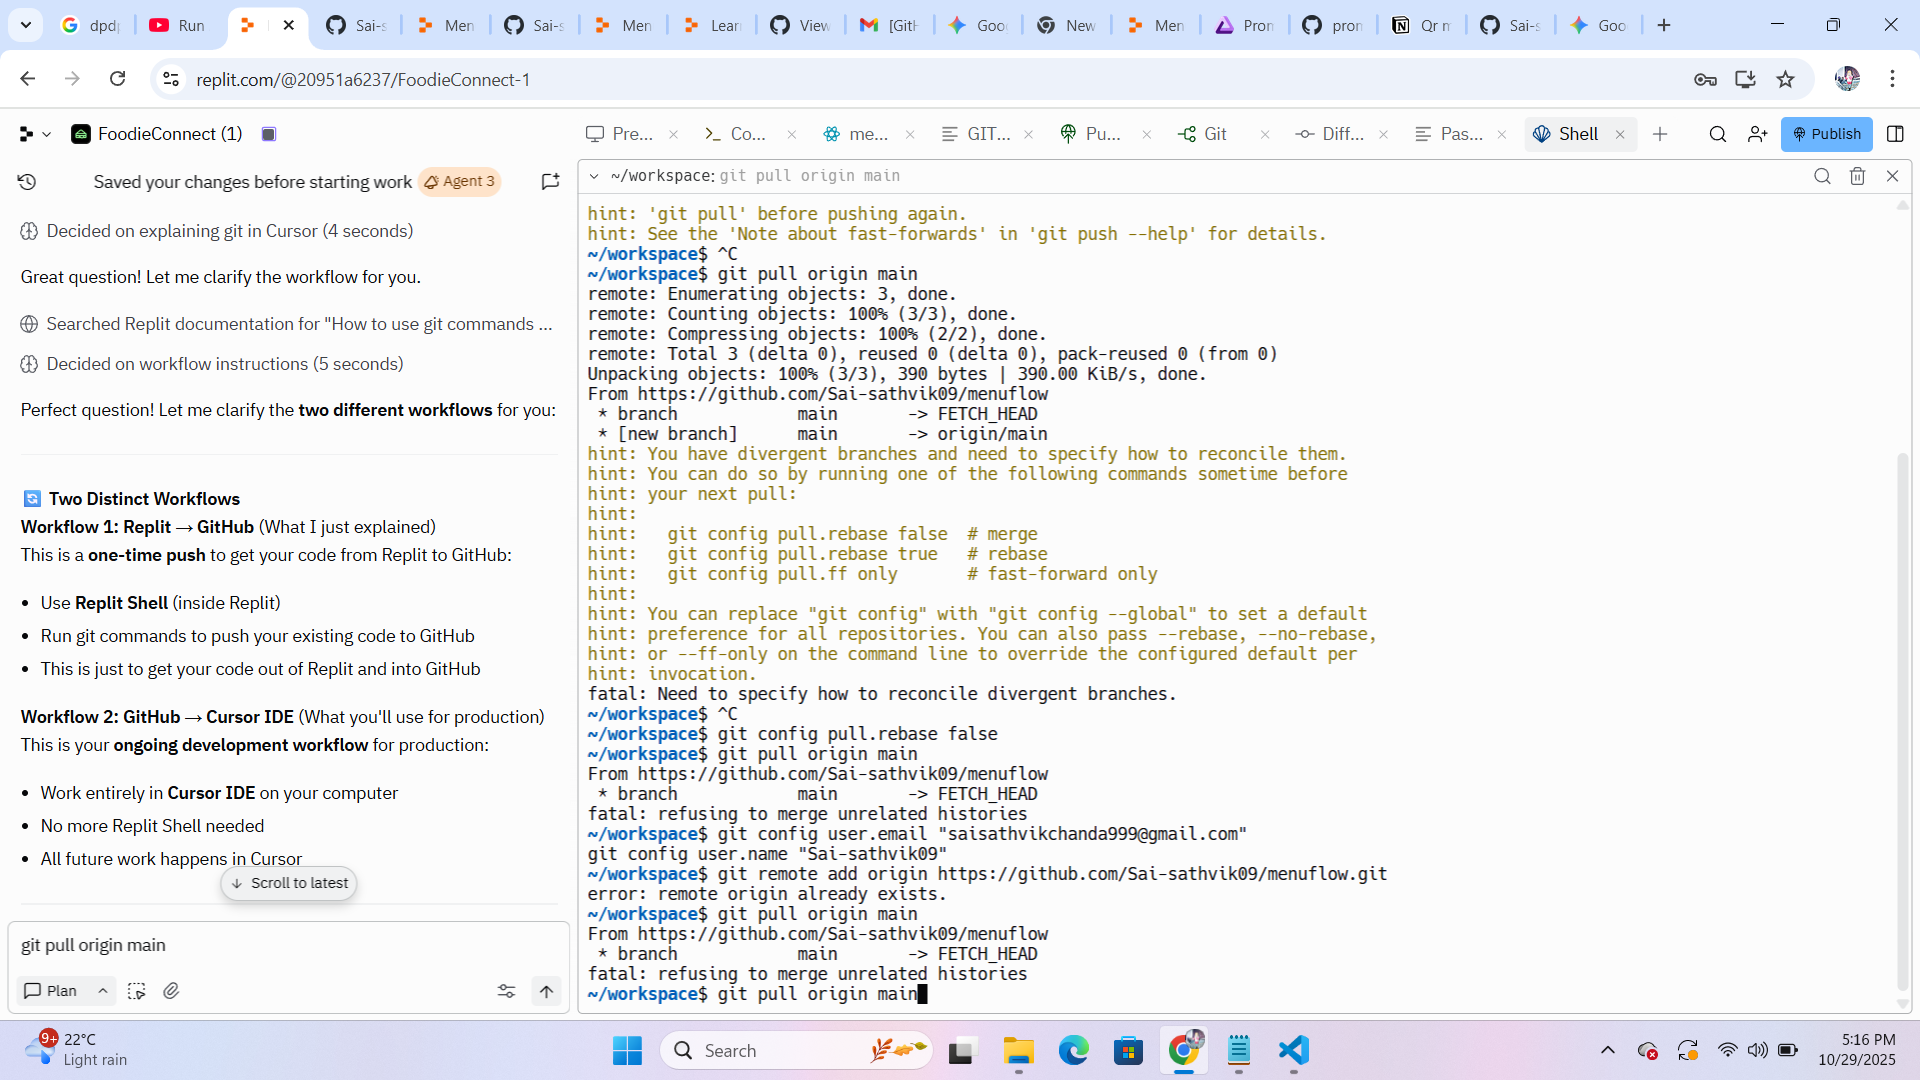 dpdp
Run
Sai-s
Men
Sai-s
Men
Learn
View
[GitH
Goo
New
Men
Pron
pron
Qr m
Sai-s
Goo
replit.com/@20951a6237/FoodieConnect-1
FoodieConnect (1)
Pre...
Co...
me...
GIT...
Pu...
Git
Diff...
Pas...
Shell
Publish
Saved your changes before starting work
Agent 3
Decided on explaining git in Cursor (4 seconds)
Great question! Let me clarify the workflow for you.
Searched Replit documentation for "How to use git commands ...
Decided on workflow instructions (5 seconds)
Perfect question! Let me clarify the two different workflows for you:
Two Distinct Workflows
Workflow 1: Replit → GitHub (What I just explained)
This is a one-time push to get your code from Replit to GitHub:
• Use Replit Shell (inside Replit)
• Run git commands to push your existing code to GitHub
• This is just to get your code out of Replit and into GitHub
Workflow 2: GitHub → Cursor IDE (What you'll use for production)
This is your ongoing development workflow for production:
• Work entirely in Cursor IDE on your computer
• No more Replit Shell needed
• All future work happens in Cursor
Scroll to latest
git pull origin main
Plan
~/workspace: git pull origin main
hint: 'git pull' before pushing again.
hint: See the 'Note about fast-forwards' in 'git push --help' for details.
~/workspace$ ^C
~/workspace$ git pull origin main
remote: Enumerating objects: 3, done.
remote: Counting objects: 100% (3/3), done.
remote: Compressing objects: 100% (2/2), done.
remote: Total 3 (delta 0), reused 0 (delta 0), pack-reused 0 (from 0)
Unpacking objects: 100% (3/3), 390 bytes | 390.00 KiB/s, done.
From https://github.com/Sai-sathvik09/menuflow
 * branch            main       -> FETCH_HEAD
 * [new branch]      main       -> origin/main
hint: You have divergent branches and need to specify how to reconcile them.
hint: You can do so by running one of the following commands sometime before
hint: your next pull:
hint:
hint:   git config pull.rebase false  # merge
hint:   git config pull.rebase true   # rebase
hint:   git config pull.ff only       # fast-forward only
hint:
hint: You can replace "git config" with "git config --global" to set a default
hint: preference for all repositories. You can also pass --rebase, --no-rebase,
hint: or --ff-only on the command line to override the configured default per
hint: invocation.
fatal: Need to specify how to reconcile divergent branches.
~/workspace$ ^C
~/workspace$ git config pull.rebase false
~/workspace$ git pull origin main
From https://github.com/Sai-sathvik09/menuflow
 * branch            main       -> FETCH_HEAD
fatal: refusing to merge unrelated histories
~/workspace$ git config user.email "saisathvikchanda999@gmail.com"
git config user.name "Sai-sathvik09"
~/workspace$ git remote add origin https://github.com/Sai-sathvik09/menuflow.git
error: remote origin already exists.
~/workspace$ git pull origin main
From https://github.com/Sai-sathvik09/menuflow
 * branch            main       -> FETCH_HEAD
fatal: refusing to merge unrelated histories
~/workspace$ git pull origin main
9+
22°C
Light rain
Search
5:16 PM
10/29/2025